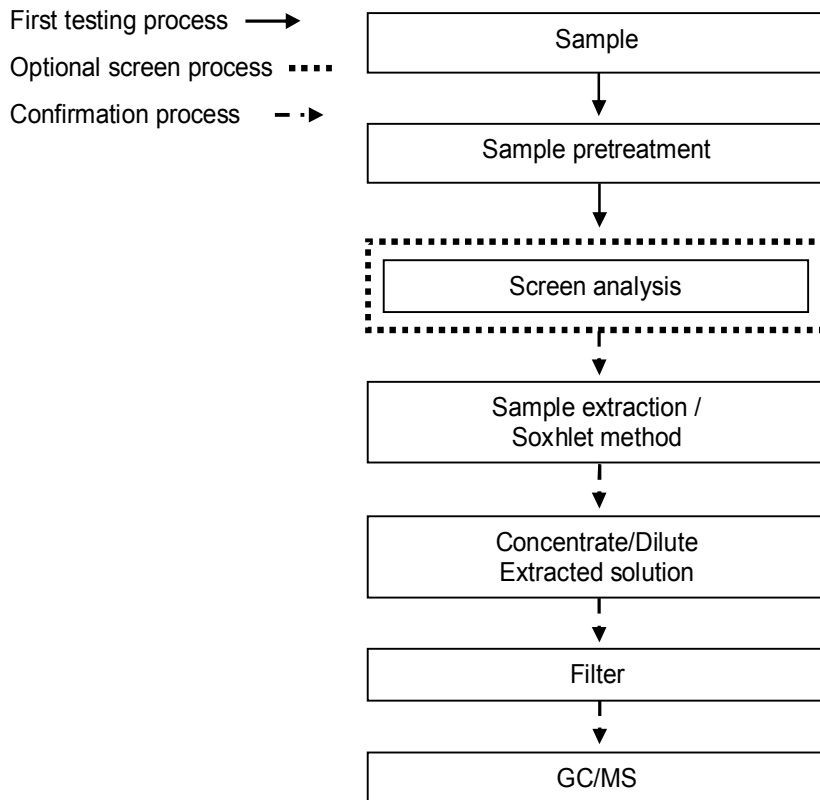 First testing process
Optional screen process
Confirmation process
Sample
Sample pretreatment
Screen analysis
Sample extraction /
Soxhlet method
Concentrate/Dilute
Extracted solution
Filter
GC/MS